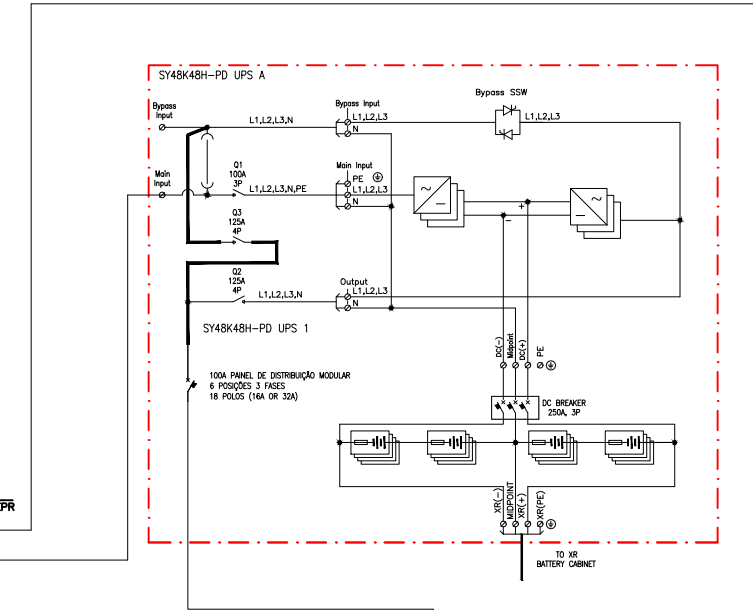 SY48K48H-PD UPS A
Bypass SSW
Bypass
Input
L1,L2,L3,N
Bypass Input
L1,L2,L3
N
L1,L2,L3
Main
Input
Q1
100A
3P
L1,L2,L3,N,PE
Main Input
PE
L1,L2,L3
N
~
–
~
–
+
–
Q3
125A
4P
Q2
125A
4P
L1,L2,L3,N
Output
L1,L2,L3
N
SY48K48H-PD UPS 1
DC(-)
Midpoint
DC(+)
PE
100A PAINEL DE DISTRIBUIÇÃO MODULAR
6 POSIÇÕES 3 FASES
18 POLOS (16A OR 32A)
DC BREAKER
250A, 3P
XR(-)
MIDPOINT
XR(+)
XR(PE)
TO XR
BATTERY CABINET